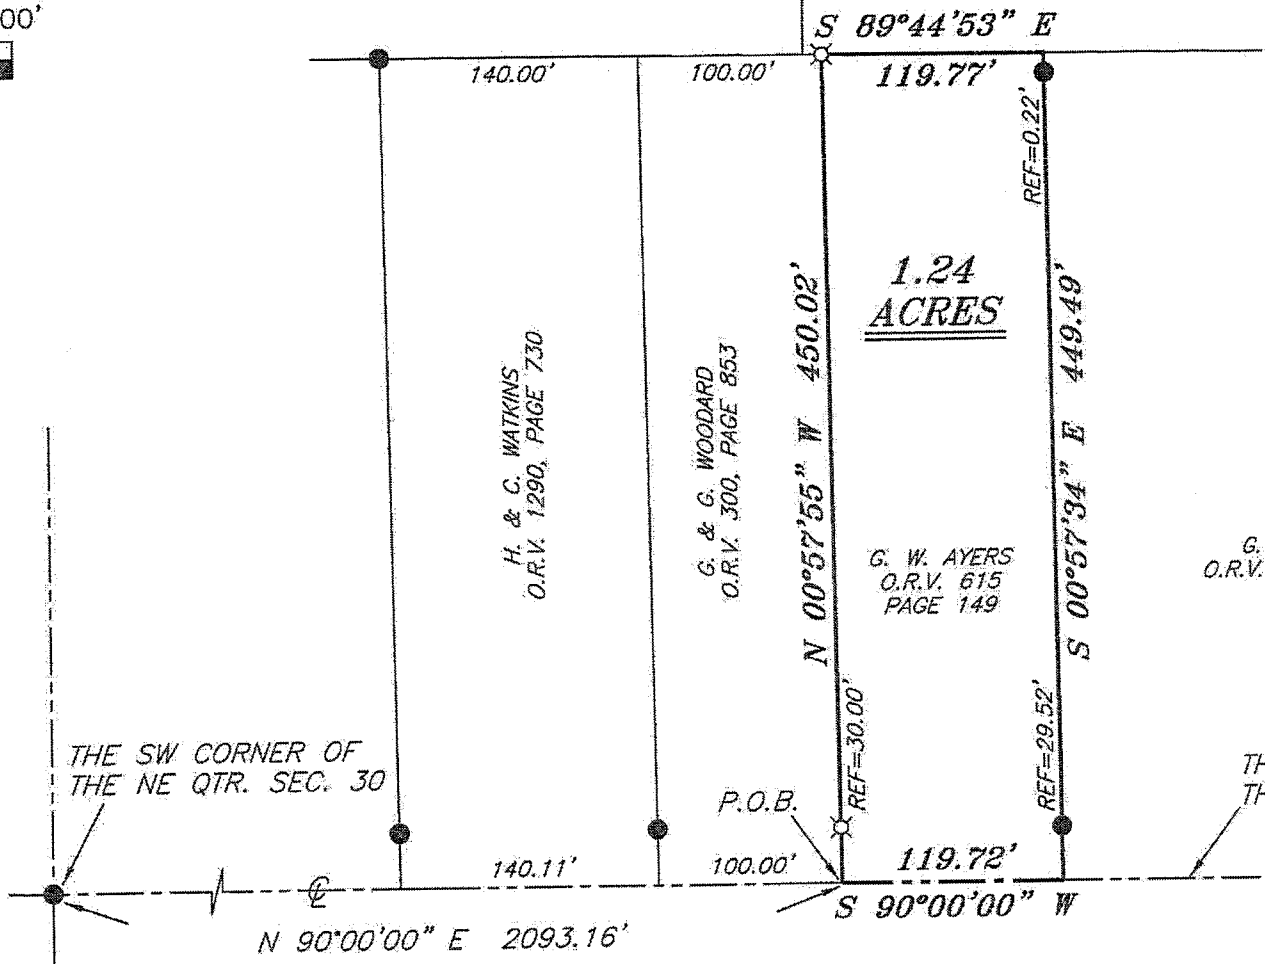 00'
S 89°44'53" E
140.00'
100.00'
119.77'
REF=0.22'
1.24
ACRES
N 00°57'55" W 450.02'
S 00°57'34" E 449.49'
H. & C. WATKINS
O.R.V. 1290, PAGE 730
G. & G. WOODARD
O.R.V. 300, PAGE 853
G. W. AYERS
O.R.V. 615
PAGE 149
G.
O.R.V.
THE SW CORNER OF
THE NE QTR. SEC. 30
P.O.B.
REF=30.00'
REF=29.52'
TH
TH
140.11'
100.00'
119.72'
S 90°00'00" W
N 90°00'00" E 2093.16'